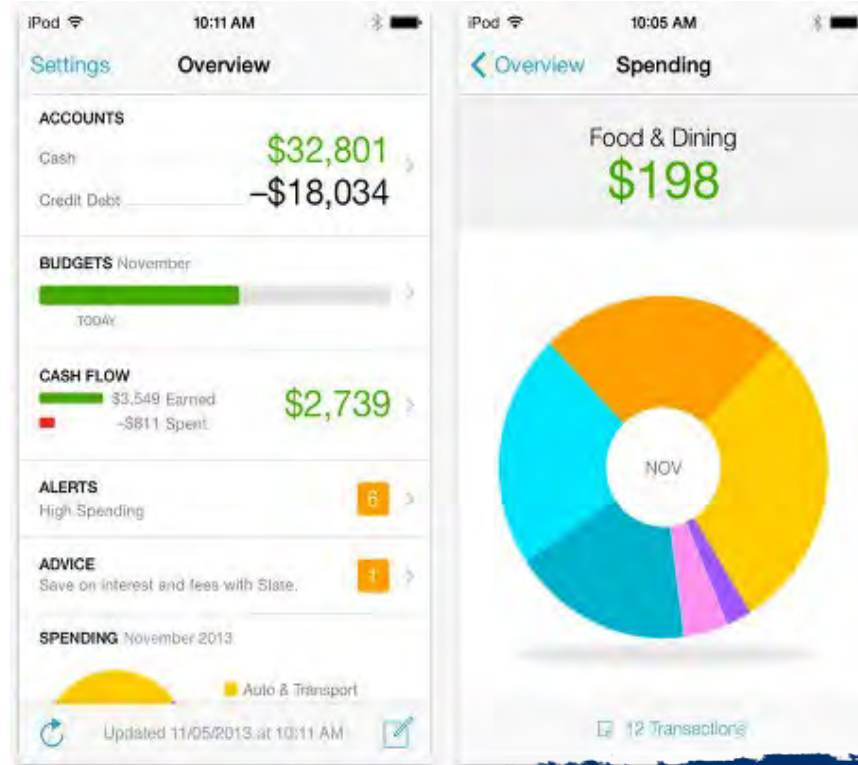 iPod 10:11 AM
Settings Overview
ACCOUNTS
Cash $32,801
Credit Debt –$18,034
BUDGETS November
TODAY
CASH FLOW
$3,549 Earned
–$811 Spent
$2,739
ALERTS
High Spending
6
ADVICE
Save on interest and fees with Slate.
1
SPENDING November 2013
Auto & Transport
Updated 11/05/2013 at 10:11 AM
iPod 10:05 AM
Overview Spending
Food & Dining
$198
NOV
12 Transactions